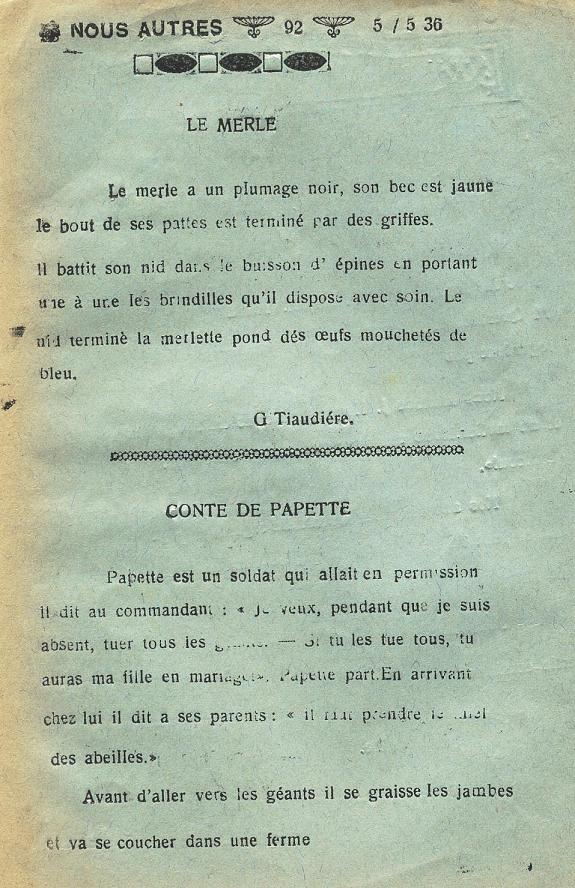 NOUS AUTRES 92 5 / 5 36
LE MERLE
Le merle a un plumage noir, son bec est jaune
le bout de ses pattes est terminé par des griffes.
Il battit son nid dans le buisson d' épines en portant
une à une les brindilles qu'il dispose avec soin. Le
nid terminè la merlette pond dés œufs mouchetés de
bleu.
G Tiaudiére.
CONTE DE PAPETTE
Papette est un soldat qui allait en permission
il dit au commandant : « Je veux, pendant que je suis
absent, tuer tous les — Si tu les tue tous, tu
auras ma fille en mariage». Papette part.En arrivant
chez lui il dit a ses parents : « il faut prendre le miel
des abeilles.»
Avant d'aller vers les géants il se graisse les jambes
et va se coucher dans une ferme